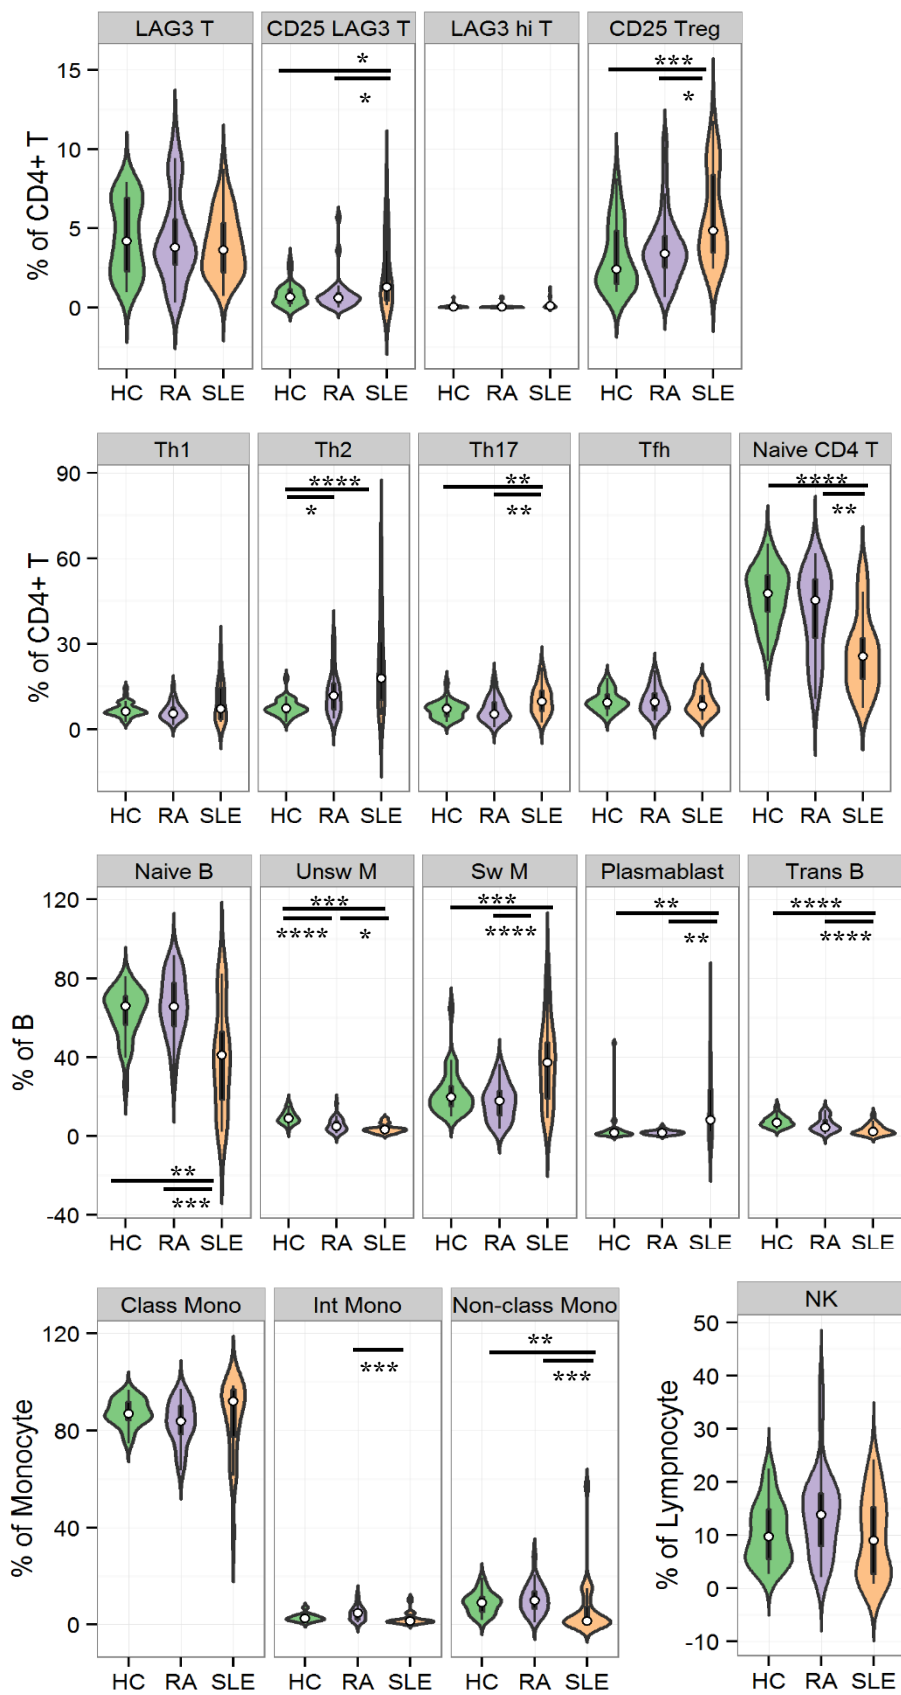 LAG3 T CD25 LAG3 T LAG3 hi T CD25 Treg
% of CD4+ T
15
10
5
0
* ***
* *
HC RA SLE HC RA SLE HC RA SLE HC RA SLE
Th1 Th2 Th17 Tfh Naive CD4 T
% of CD4+ T
90
60
30
0
**** ** ****
* ** **
HC RA SLE HC RA SLE HC RA SLE HC RA SLE HC RA SLE
Naive B Unsw M Sw M Plasmablast Trans B
% of B
120
80
40
0
-40
*** *** ** ****
**** * **** ** ****
**
***
HC RA SLE HC RA SLE HC RA SLE HC RA SLE HC RA SLE
Class Mono Int Mono Non-class Mono
% of Monocyte
120
80
40
0
**
*** ***
HC RA SLE HC RA SLE HC RA SLE
NK
% of Lympnocyte
50
40
30
20
10
0
-10
HC RA SLE